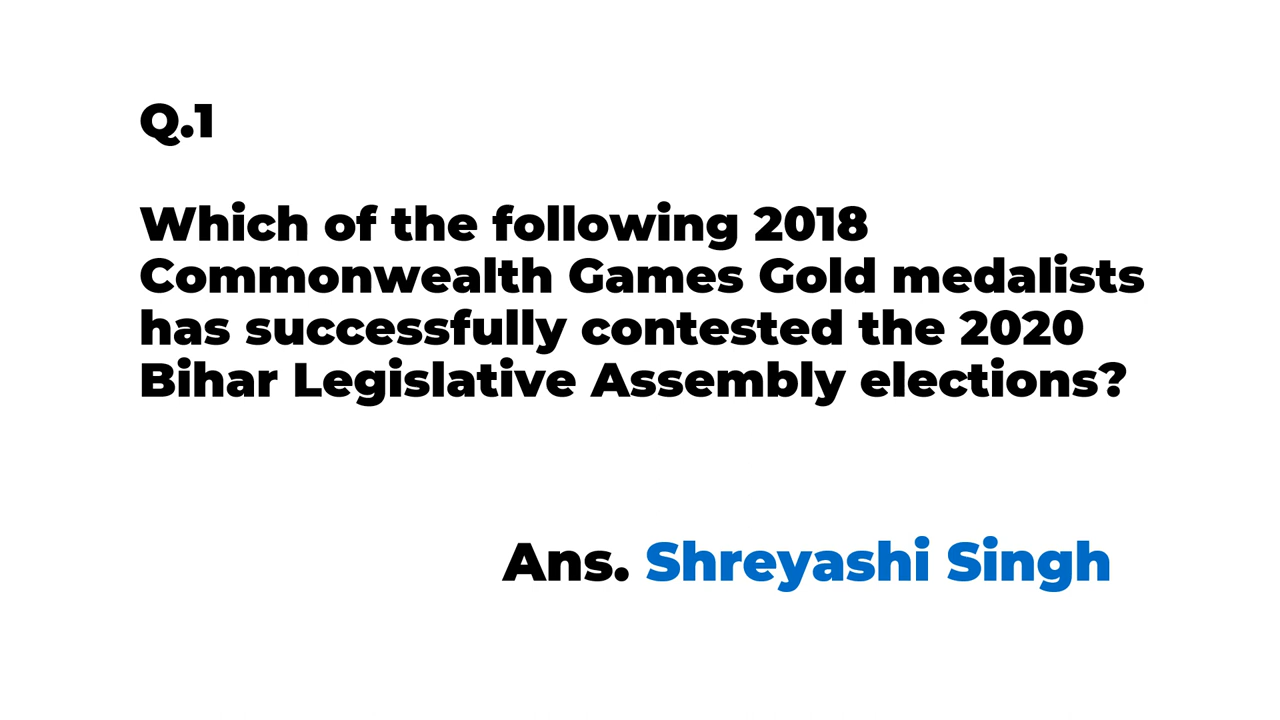 Q.1
Which of the following 2018
Commonwealth Games Gold medalists
has successfully contested the 2020
Bihar Legislative Assembly elections?
Ans. Shreyashi Singh